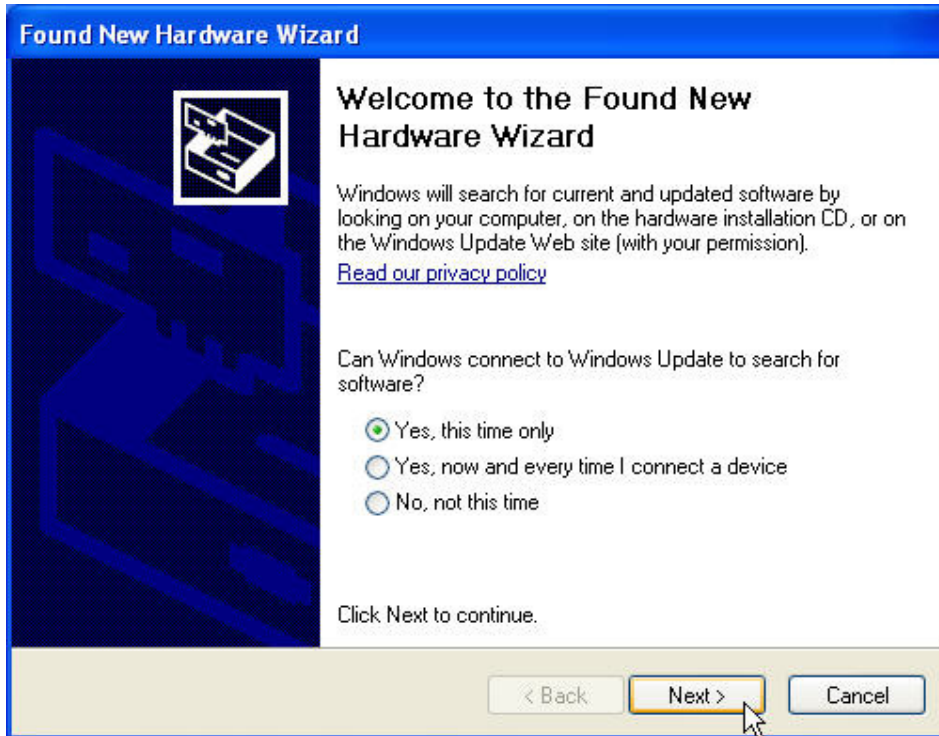 Found New Hardware Wizard
Welcome to the Found New
Hardware Wizard
Windows will search for current and updated software by
looking on your computer, on the hardware installation CD, or on
the Windows Update Web site (with your permission).
Read our privacy policy
Can Windows connect to Windows Update to search for
software?
Yes, this time only
Yes, now and every time I connect a device
No, not this time
Click Next to continue.
< Back
Next >
Cancel